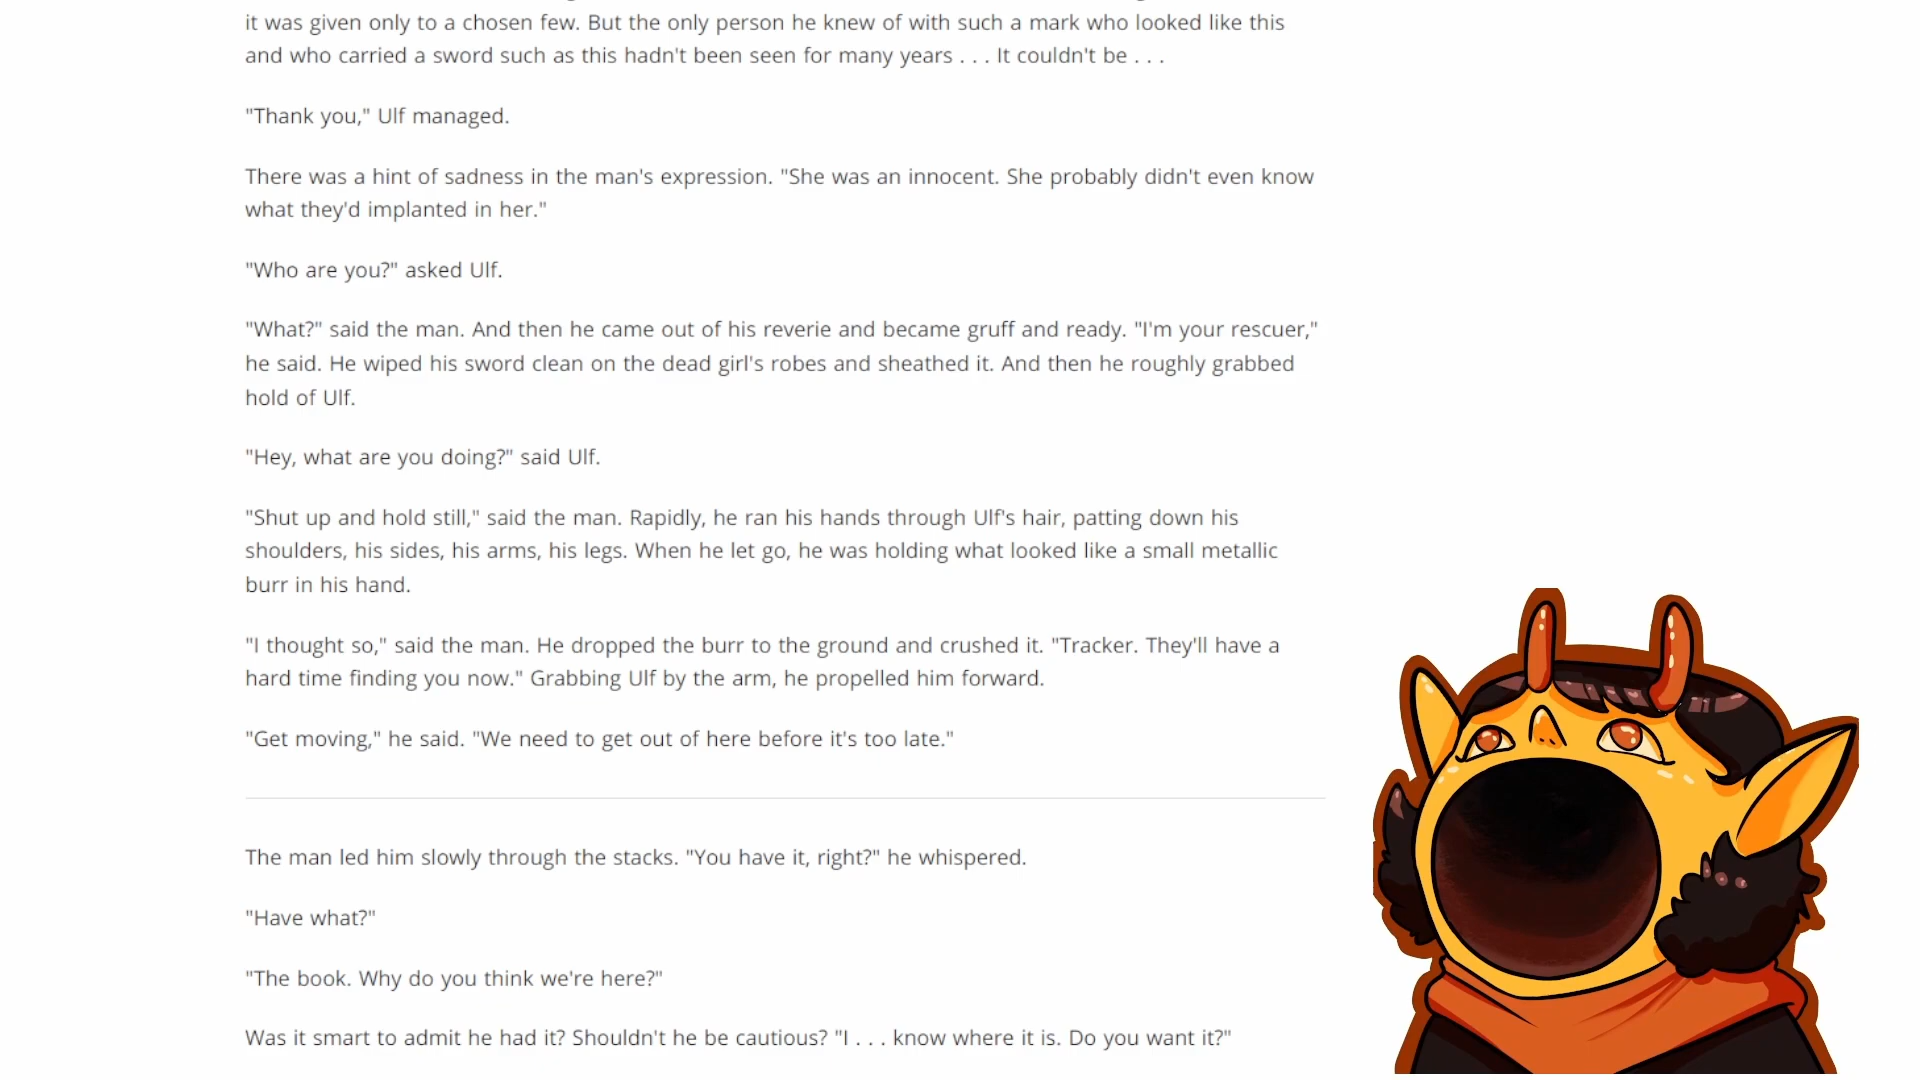 it was given only to a chosen few. But the only person he knew of with such a mark who looked like this
and who carried a sword such as this hadn't been seen for many years . . . It couldn't be . . .
"Thank you," Ulf managed.
There was a hint of sadness in the man's expression. "She was an innocent. She probably didn't even know
what they'd implanted in her."
"Who are you?" asked Ulf.
"What?" said the man. And then he came out of his reverie and became gruff and ready. "I'm your rescuer,"
he said. He wiped his sword clean on the dead girl's robes and sheathed it. And then he roughly grabbed
hold of Ulf.
"Hey, what are you doing?" said Ulf.
"Shut up and hold still," said the man. Rapidly, he ran his hands through Ulf's hair, patting down his
shoulders, his sides, his arms, his legs. When he let go, he was holding what looked like a small metallic
burr in his hand.
"I thought so," said the man. He dropped the burr to the ground and crushed it. "Tracker. They'll have a
hard time finding you now." Grabbing Ulf by the arm, he propelled him forward.
"Get moving," he said. "We need to get out of here before it's too late."
The man led him slowly through the stacks. "You have it, right?" he whispered.
"Have what?"
"The book. Why do you think we're here?"
Was it smart to admit he had it? Shouldn't he be cautious? "I . . . know where it is. Do you want it?"